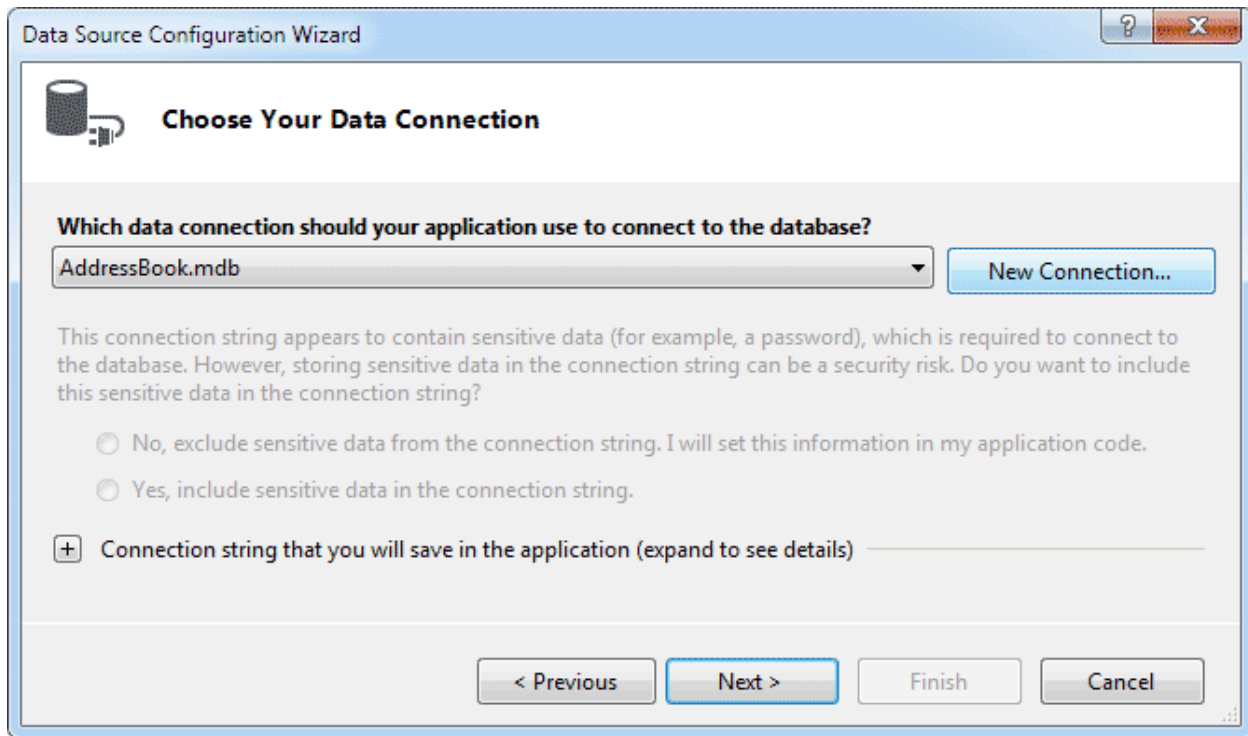 Data Source Configuration Wizard
Choose Your Data Connection
Which data connection should your application use to connect to the database?
AddressBook.mdb
New Connection...
This connection string appears to contain sensitive data (for example, a password), which is required to connect to
the database. However, storing sensitive data in the connection string can be a security risk. Do you want to include
this sensitive data in the connection string?
No, exclude sensitive data from the connection string. I will set this information in my application code.
Yes, include sensitive data in the connection string.
Connection string that you will save in the application (expand to see details)
< Previous
Next >
Finish
Cancel